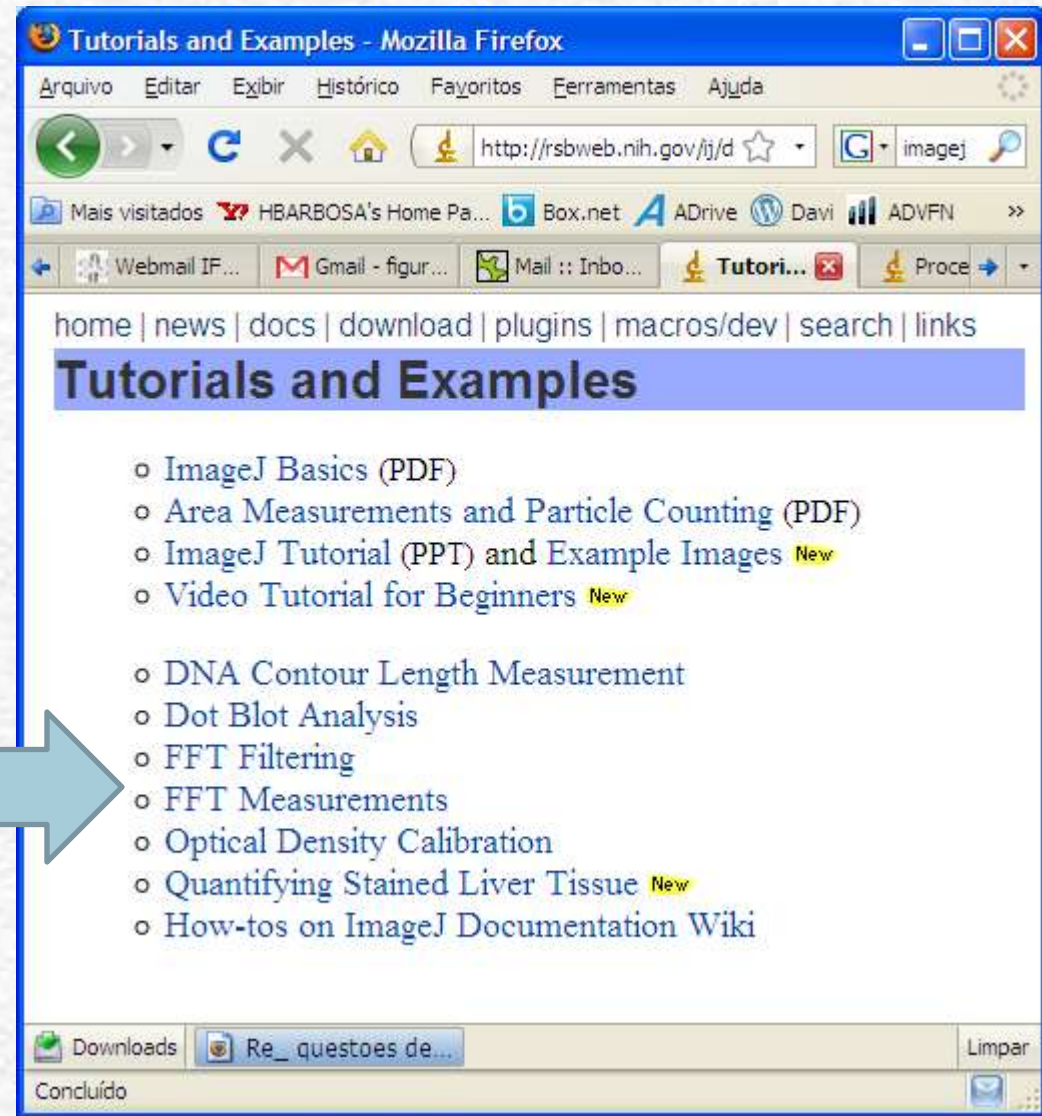 Tutorials and Examples - Mozilla Firefox
Arquivo Editar Exibir Histórico Favoritos Ferramentas Ajuda
http://rsbweb.nih.gov/ij/d imagej
Mais visitados HBARBOSA's Home Pa... Box.net ADrive Davi ADVFN »
Webmail IF... Gmail - figur... Mail :: Inbo... Tutori... Proce
home | news | docs | download | plugins | macros/dev | search | links
Tutorials and Examples
ImageJ Basics (PDF)
Area Measurements and Particle Counting (PDF)
ImageJ Tutorial (PPT) and Example Images New
Video Tutorial for Beginners New
DNA Contour Length Measurement
Dot Blot Analysis
FFT Filtering
FFT Measurements
Optical Density Calibration
Quantifying Stained Liver Tissue New
How-tos on ImageJ Documentation Wiki
Downloads Re_ questoes de... Limpar
Concluído